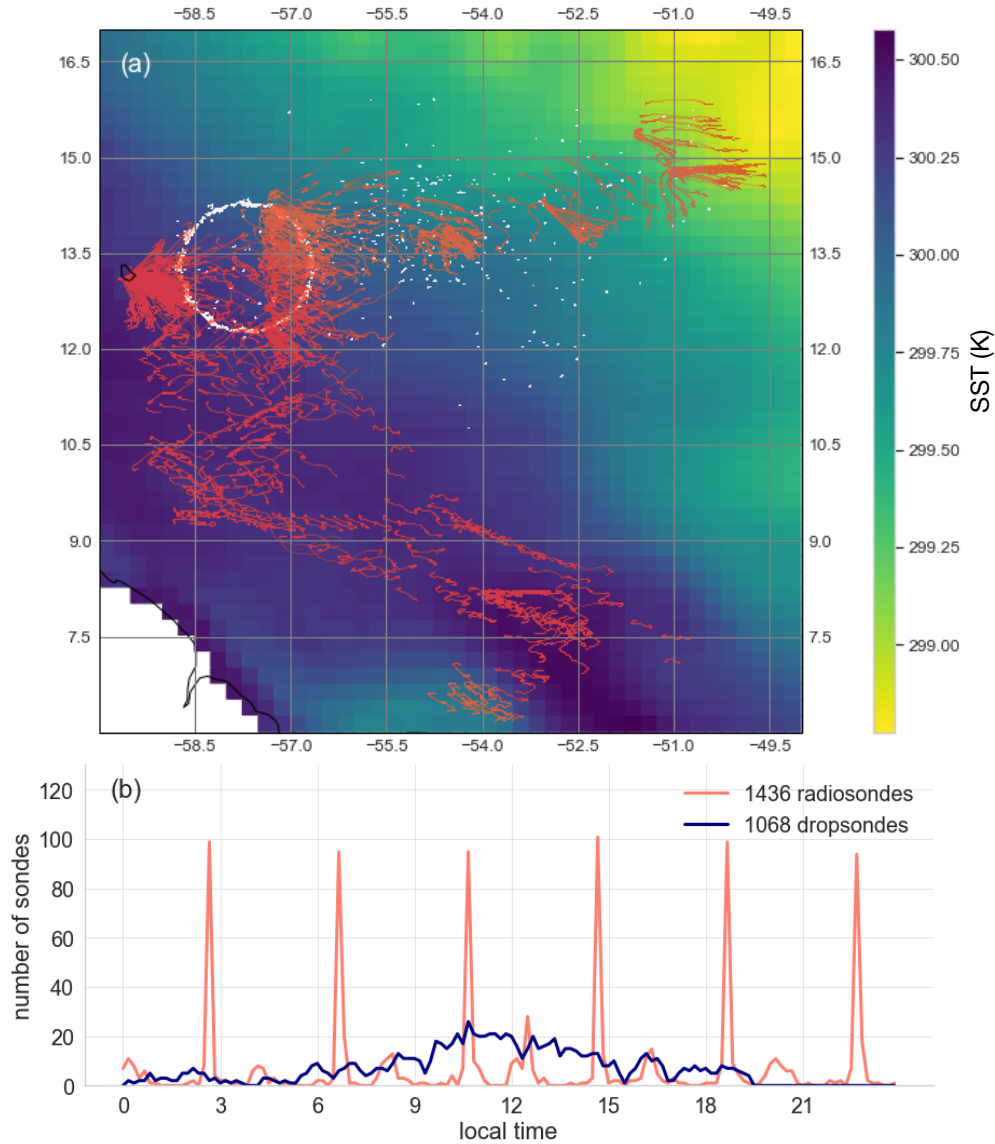 −58.5 −57.0 −55.5 −54.0 −52.5 −51.0 −49.5
(a)
16.5 16.5 300.50
15.0 15.0 300.25
13.5 13.5 300.00
12.0 12.0 299.75
SST (K)
10.5 10.5 299.50
9.0 9.0 299.25
7.5 7.5 299.00
−58.5 −57.0 −55.5 −54.0 −52.5 −51.0 −49.5
(b)
120
1436 radiosondes
1068 dropsondes
100
80
60
40
20
0
number of sondes
0 3 6 9 12 15 18 21
local time